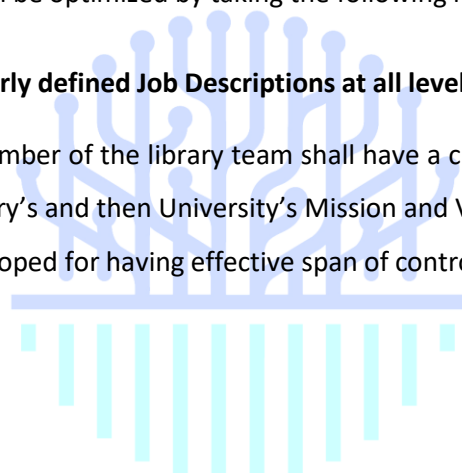 be optimized by taking the following
rly defined Job Descriptions at all level
mber of the library team shall have a c
ry's and then University's Mission and V
oped for having effective span of contro